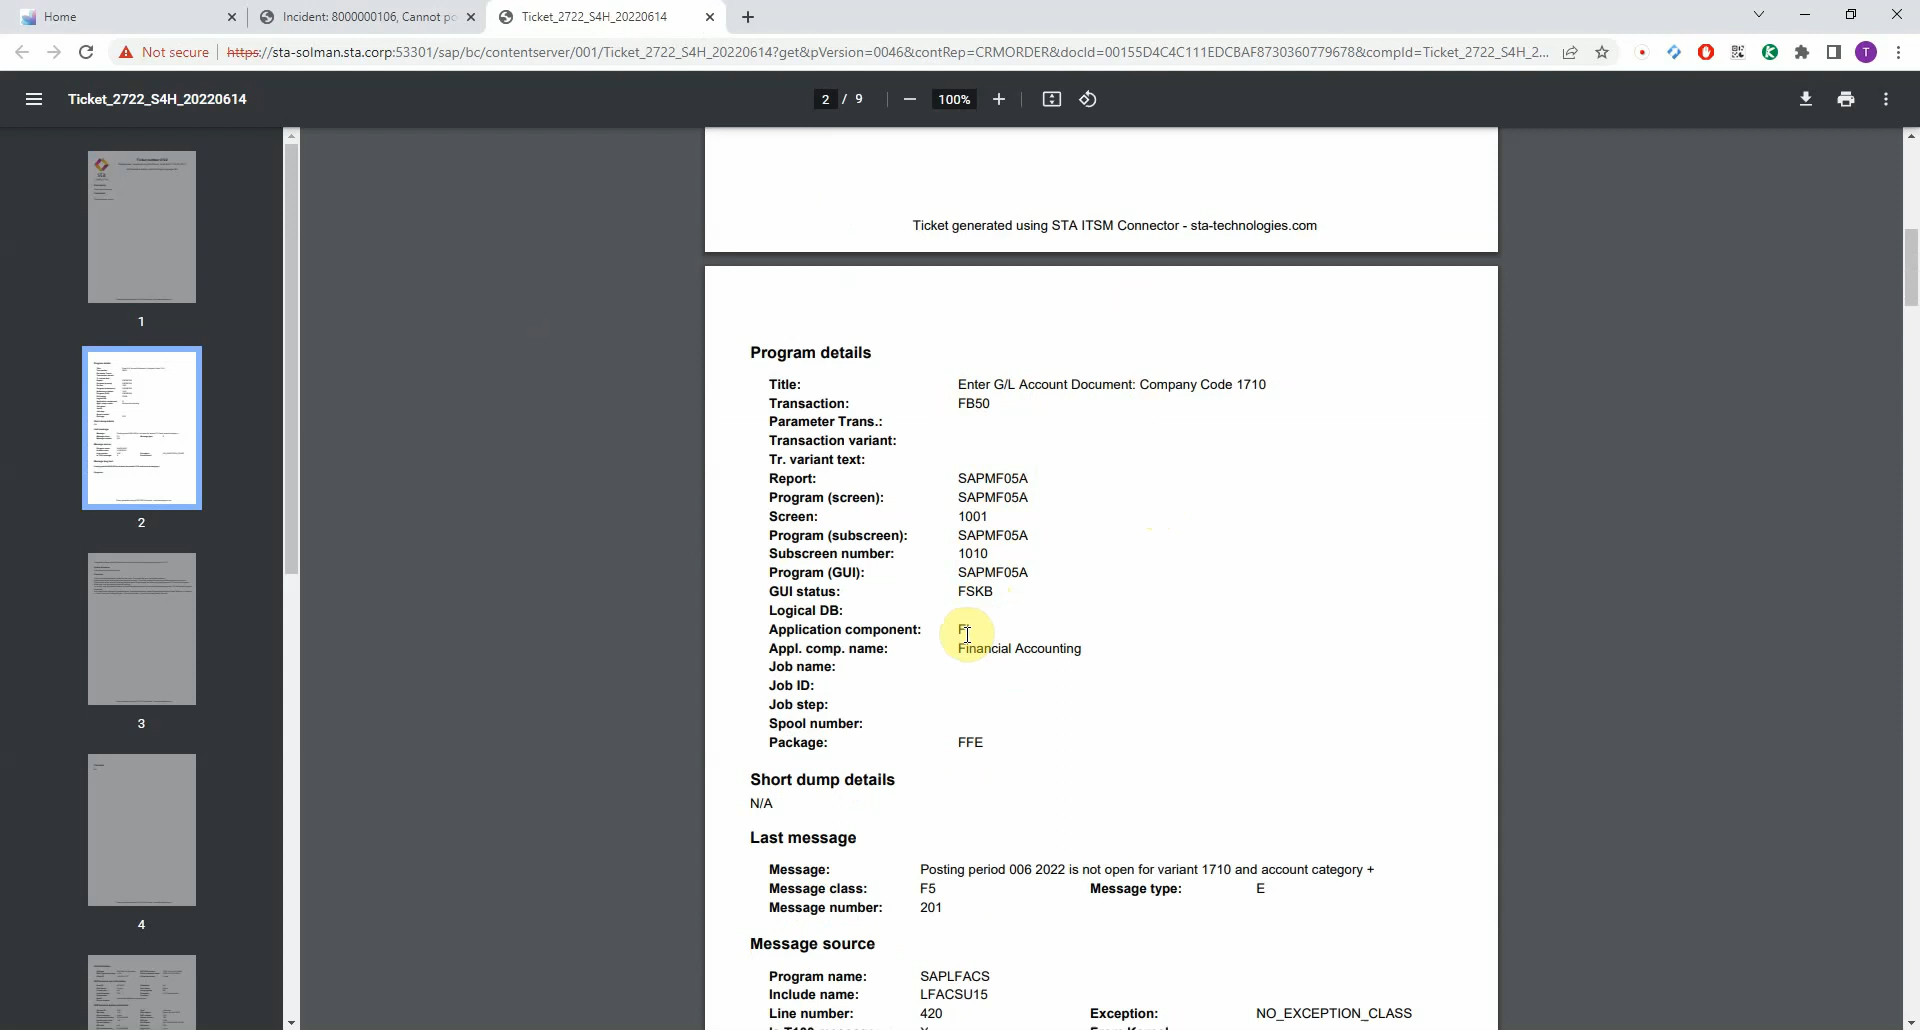 Home
Incident: 8000000106, Cannot po
Ticket_2722_S4H_20220614
Not secure
https://sta-solman.sta.corp:53301/sap/bc/contentserver/001/Ticket_2722_S4H_20220614?get&pVersion=0046&contRep=CRMORDER&docId=00155D4C4C111EDCBAF8730360779678&compId=Ticket_2722_S4H_2...
T
Ticket_2722_S4H_20220614
2 / 9
100%
1
2
3
4
Ticket generated using STA ITSM Connector - sta-technologies.com
Program details
Title: Enter G/L Account Document: Company Code 1710
Transaction: FB50
Parameter Trans.:
Transaction variant:
Tr. variant text:
Report: SAPMF05A
Program (screen): SAPMF05A
Screen: 1001
Program (subscreen): SAPMF05A
Subscreen number: 1010
Program (GUI): SAPMF05A
GUI status: FSKB
Logical DB:
Application component: FI
Appl. comp. name: Financial Accounting
Job name:
Job ID:
Job step:
Spool number:
Package: FFE
Short dump details
N/A
Last message
Message: Posting period 006 2022 is not open for variant 1710 and account category +
Message class: F5 Message type: E
Message number: 201
Message source
Program name: SAPLFACS
Include name: LFACSU15
Line number: 420 Exception: NO_EXCEPTION_CLASS